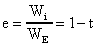 e = W_i / W_E = 1 − t